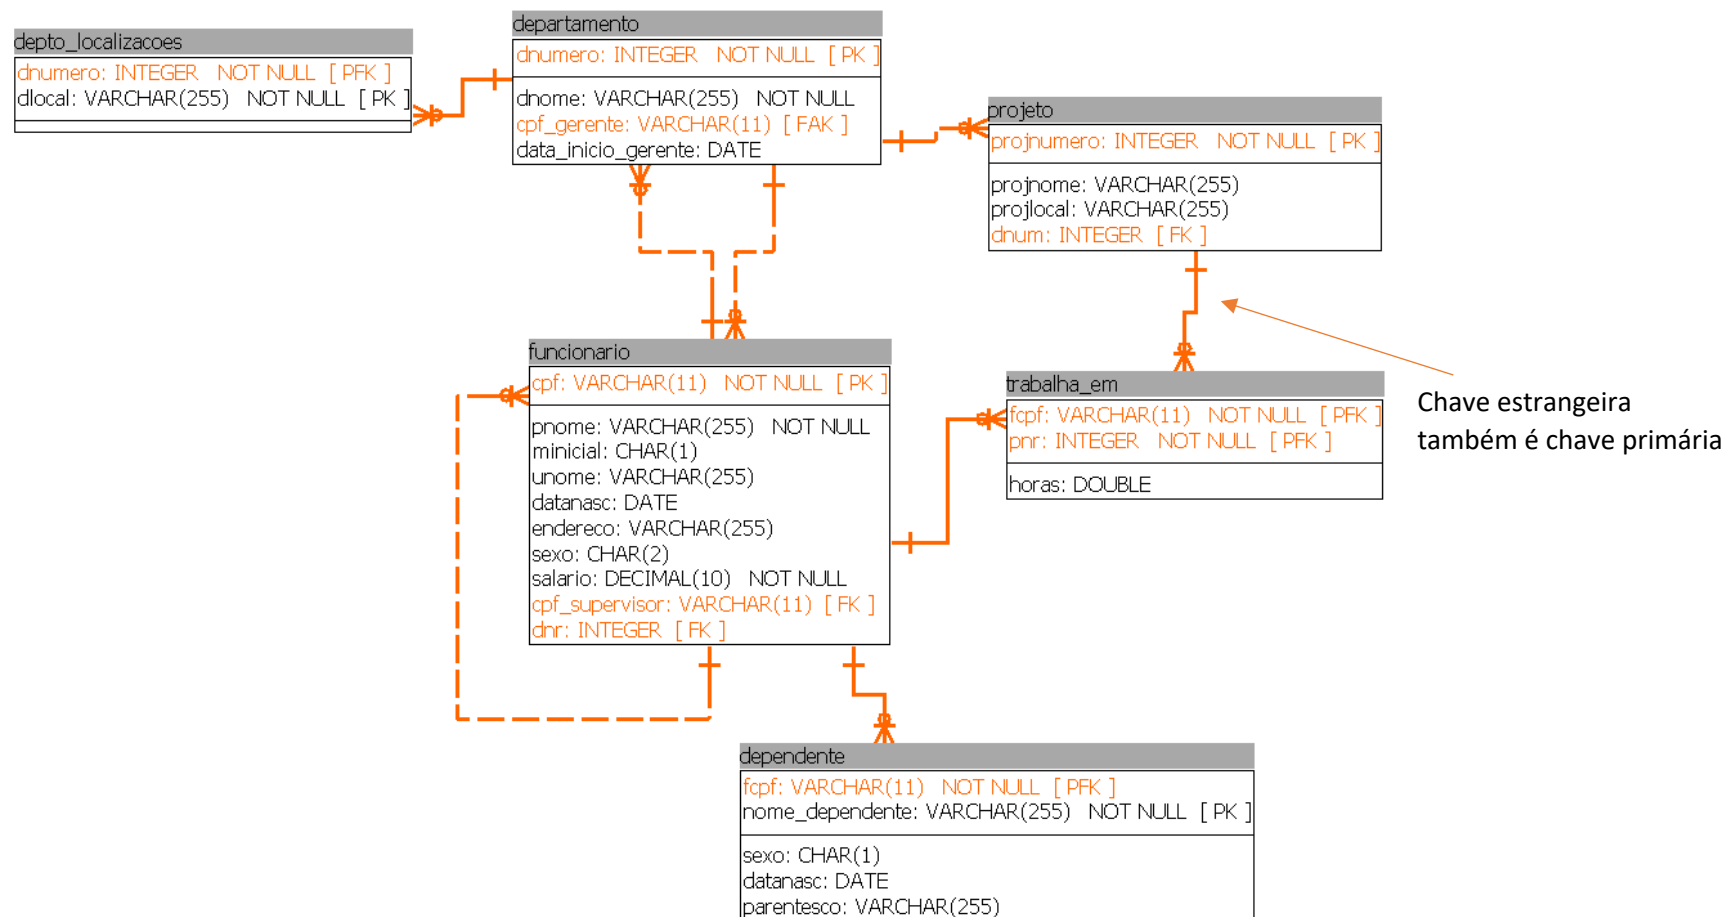 depto_localizacoes
dnumero: INTEGER NOT NULL [ PFK ]
dlocal: VARCHAR(255) NOT NULL [ PK ]
departamento
dnumero: INTEGER NOT NULL [ PK ]
dnome: VARCHAR(255) NOT NULL
cpf_gerente: VARCHAR(11) [ FAK ]
data_inicio_gerente: DATE
projeto
projnumero: INTEGER NOT NULL [ PK ]
projnome: VARCHAR(255)
projlocal: VARCHAR(255)
dnum: INTEGER [ FK ]
funcionario
cpf: VARCHAR(11) NOT NULL [ PK ]
pnome: VARCHAR(255) NOT NULL
minicial: CHAR(1)
unome: VARCHAR(255)
datanasc: DATE
endereco: VARCHAR(255)
sexo: CHAR(2)
salario: DECIMAL(10) NOT NULL
cpf_supervisor: VARCHAR(11) [ FK ]
dnr: INTEGER [ FK ]
trabalha_em
fcpf: VARCHAR(11) NOT NULL [ PFK ]
pnr: INTEGER NOT NULL [ PFK ]
horas: DOUBLE
Chave estrangeira
também é chave primária
dependente
fcpf: VARCHAR(11) NOT NULL [ PFK ]
nome_dependente: VARCHAR(255) NOT NULL [ PK ]
sexo: CHAR(1)
datanasc: DATE
parentesco: VARCHAR(255)